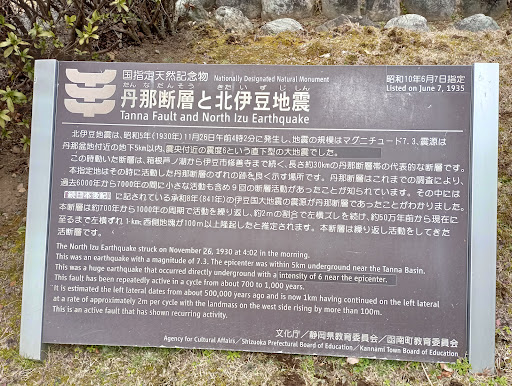 国指定天然記念物 Nationally Designated Natural Monument
昭和10年6月7日指定
Listed on June 7, 1935
たんなだんそう きたいずじしん
丹那断層と北伊豆地震
Tanna Fault and North Izu Earthquake
北伊豆地震は、昭和5年(1930年)11月26日午前4時2分に発生し、地震の規模はマグニチュード7.3、震源は
丹那盆地付近の地下5km以内、震央付近の震度6という直下型の大地震でした。
この時動いた断層は、箱根芦ノ湖から伊豆市修善寺まで続く、長さ約30kmの丹那断層帯の代表的な断層です。
本指定地はその時に活動した丹那断層のずれの跡を良く示す場所です。丹那断層はこれまでの調査により、
過去6000年から7000年の間に小さな活動も含め9回の断層活動があったことが知られています。その中には
に記されている承和8年(841年)の伊豆国大地震の震源が丹那断層であったことがわかりました。
本断層は約700年から1000年の周期で活動を繰り返し、約2mの割合で左横ズレを続け、約50万年前から現在に
至るまで左横ずれ1km、西側地塊が100m以上隆起したと推定されます。本断層は繰り返し活動をしてきた
活断層です。
The North Izu Earthquake struck on November 26, 1930 at 4:02 in the morning.
This was an earthquake with a magnitude of 7.3. The epicenter was within 5km underground near the Tanna Basin.
This was a huge earthquake that occurred directly underground with a intensity of 6 near the epicenter.
This fault has been repeatedly active in a cycle from about 700 to 1,000 years.
It is estimated the left lateral dates from about 500,000 years ago and is now 1km having continued on the left lateral
at a rate of approximately 2m per cycle with the landmass on the west side rising by more than 100m.
This is an active fault that has shown recurring activity.
文化庁/静岡県教育委員会/函南町教育委員会
Agency for Cultural Affairs/Shizuoka Prefectural Board of Education/Kannami Town Board of Education